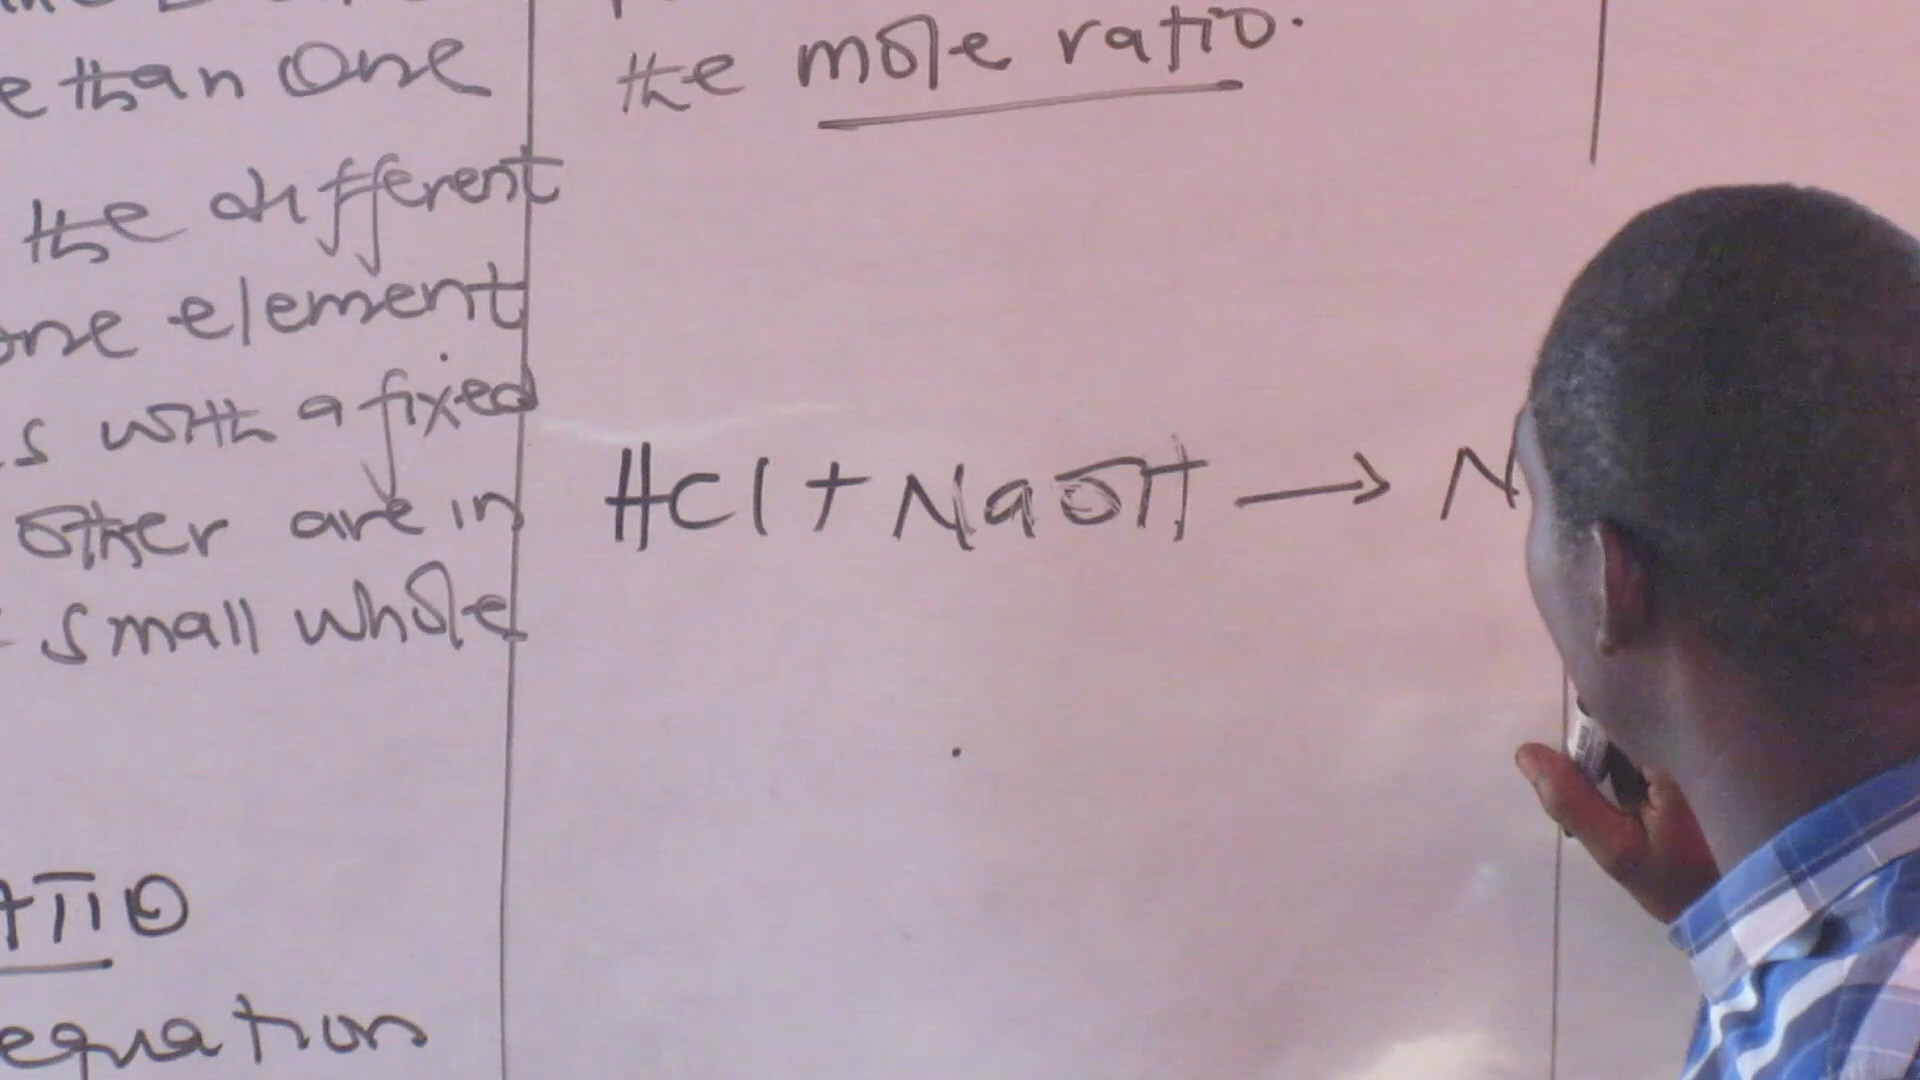 e than one
the different
one element
s with a fixed
other are in
small whole
ATIO
equation
the mole ratio.
HCl + NaOH → N